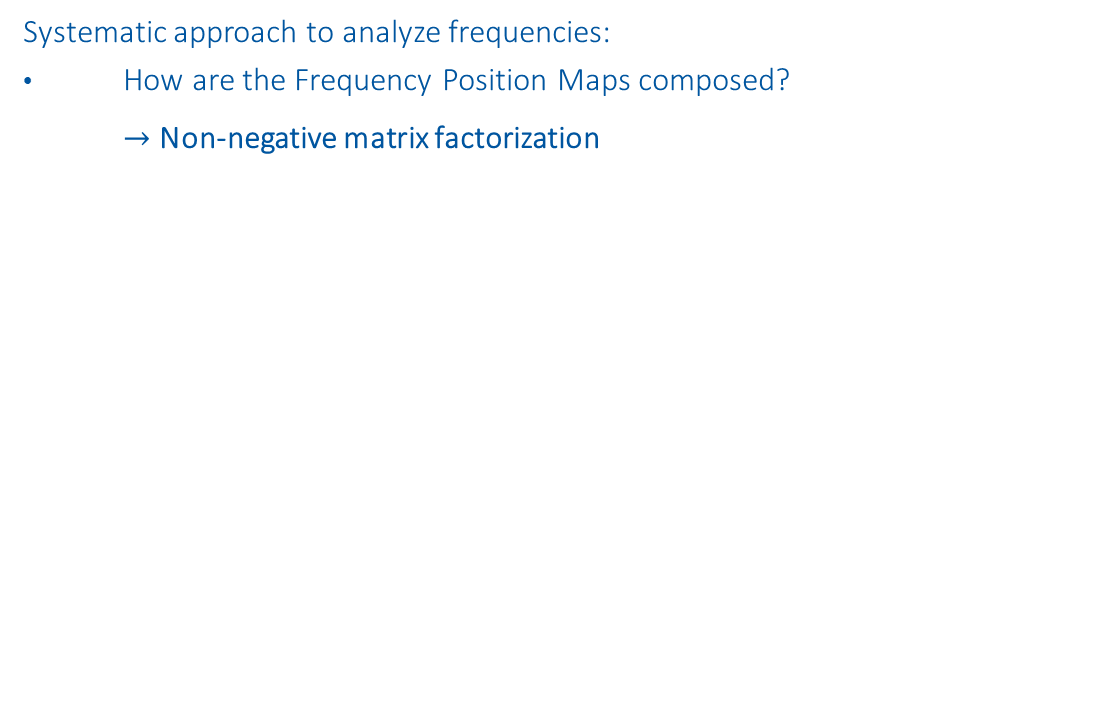 Systematic approach to analyze frequencies:
• How are the Frequency Position Maps composed?
→ Non-negative matrix factorization